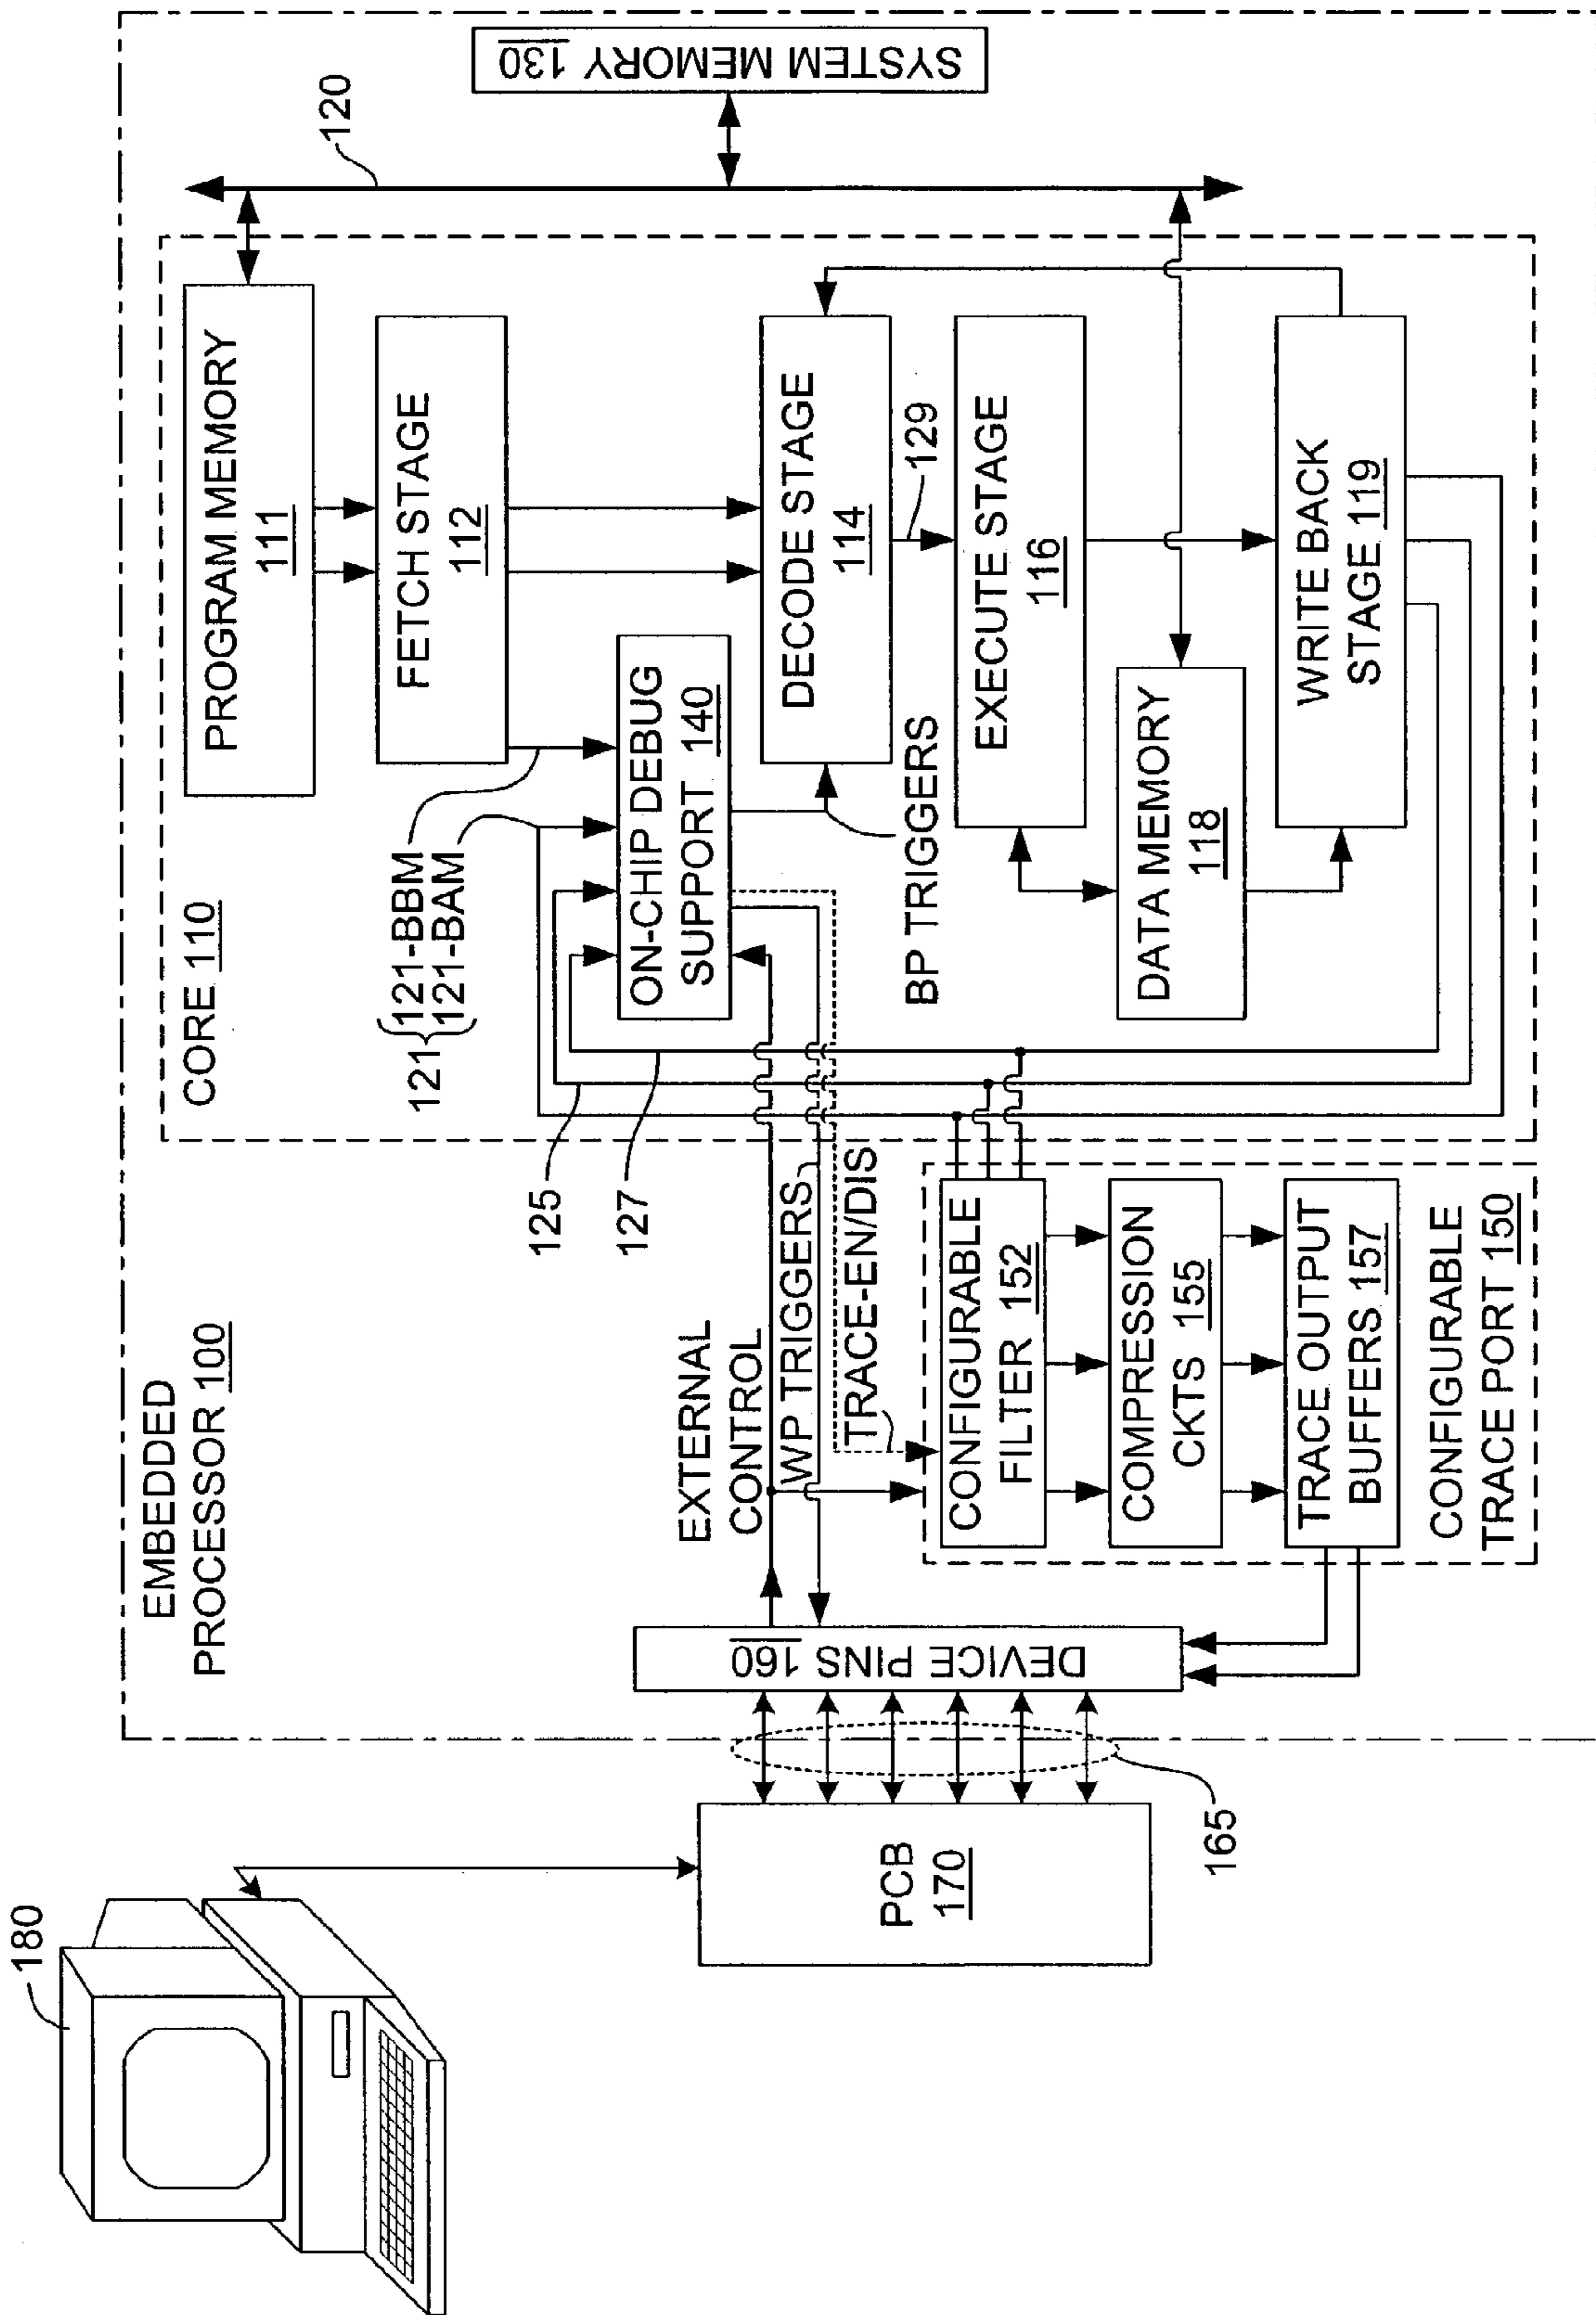 180
EMBEDDED
PROCESSOR 100
CORE 110
PROGRAM MEMORY
111
120
SYSTEM MEMORY 130
FETCH STAGE
112
121
121-BBM
121-BAM
125
127
ON-CHIP DEBUG
SUPPORT 140
DECODE STAGE
114
129
BP TRIGGERS
EXECUTE STAGE
116
DATA MEMORY
118
WRITE BACK
STAGE 119
EXTERNAL
CONTROL
WP TRIGGERS
TRACE-EN/DIS
CONFIGURABLE
FILTER 152
COMPRESSION
CKTS 155
TRACE OUTPUT
BUFFERS 157
CONFIGURABLE
TRACE PORT 150
DEVICE PINS 160
165
PCB
170